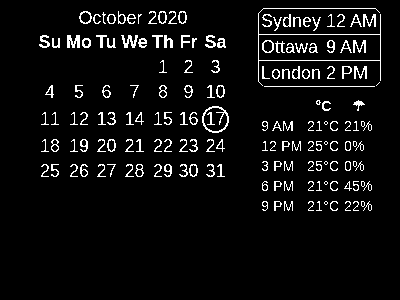 October 2020
Su Mo Tu We Th Fr Sa
1 2 3
4 5 6 7 8 9 10
11 12 13 14 15 16 17
18 19 20 21 22 23 24
25 26 27 28 29 30 31
Sydney 12 AM
Ottawa 9 AM
London 2 PM
°C ☂
9 AM 21°C 21%
12 PM 25°C 0%
3 PM 25°C 0%
6 PM 21°C 45%
9 PM 21°C 22%